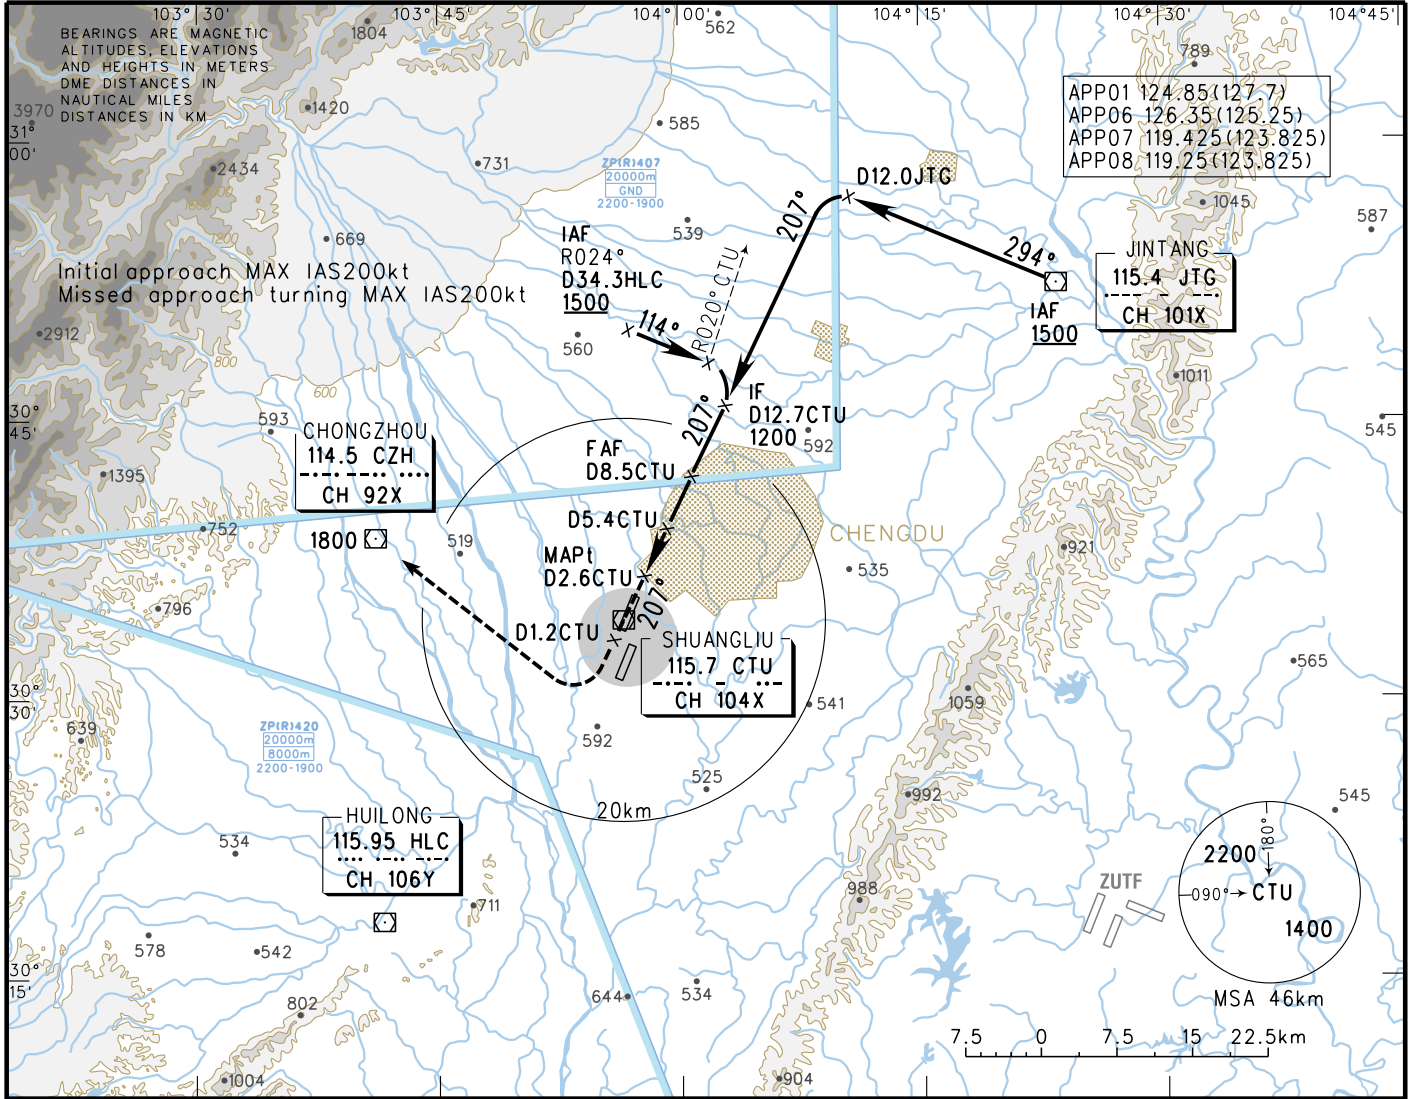 103° 30'
103° 45'
104° 00'
104° 15'
104° 30'
104° 45'
BEARINGS ARE MAGNETIC
ALTITUDES, ELEVATIONS
AND HEIGHTS IN METERS
DME DISTANCES IN
NAUTICAL MILES
DISTANCES IN KM
1804
562
789
3970
1420
31°
00'
585
APP01 124.85(127.7)
APP06 126.35(125.25)
APP07 119.425(123.825)
APP08 119.25(123.825)
2434
731
ZP(R)407
20000m
GND
2200-1900
D12.0JTG
207°
1045
587
1200
669
539
IAF
R024°
D34.3HLC
1500
R020°CTU
294°
JINTANG
115.4 JTG
CH 101X
Initial approach MAX IAS200kt
Missed approach turning MAX IAS200kt
IAF
1500
2912
114°
560
800
600
1011
IF
D12.7CTU
1200
592
30°
45'
593
545
207°
CHONGZHOU
114.5 CZH
CH 92X
FAF
D8.5CTU
1395
752
D5.4CTU
CHENGDU
1800
519
921
MAPt
D2.6CTU
535
796
207°
D1.2CTU
SHUANGLIU
115.7 CTU
CH 104X
565
30°
30'
541
1059
639
ZP(R)420
20000m
8000m
2200-1900
592
525
992
545
20km
HUILONG
115.95 HLC
CH 106Y
534
180°
2200
090°
CTU
1400
ZUTF
988
711
578
542
30°
15'
644
534
802
MSA 46km
7.5
0
7.5
15
22.5km
1004
904